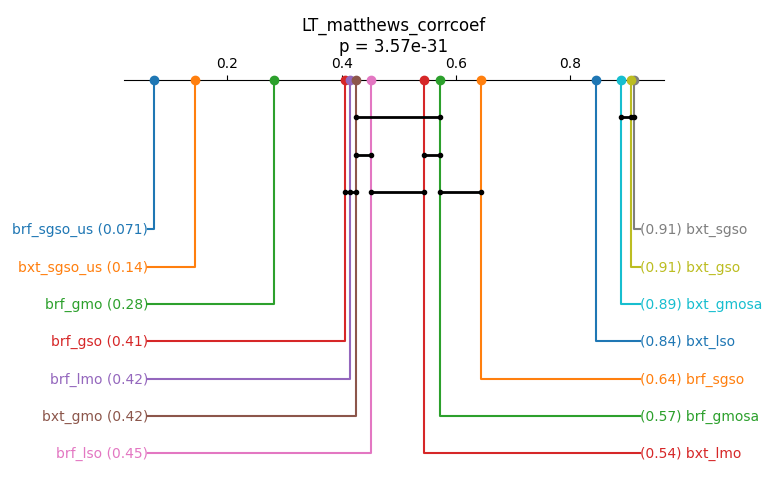 LT_matthews_corrcoef
p = 3.57e-31
0.2 0.4 0.6 0.8
brf_sgso_us (0.071)
bxt_sgso_us (0.14)
brf_gmo (0.28)
brf_gso (0.41)
brf_lmo (0.42)
bxt_gmo (0.42)
brf_lso (0.45)
(0.91) bxt_sgso
(0.91) bxt_gso
(0.89) bxt_gmosa
(0.84) bxt_lso
(0.64) brf_sgso
(0.57) brf_gmosa
(0.54) bxt_lmo